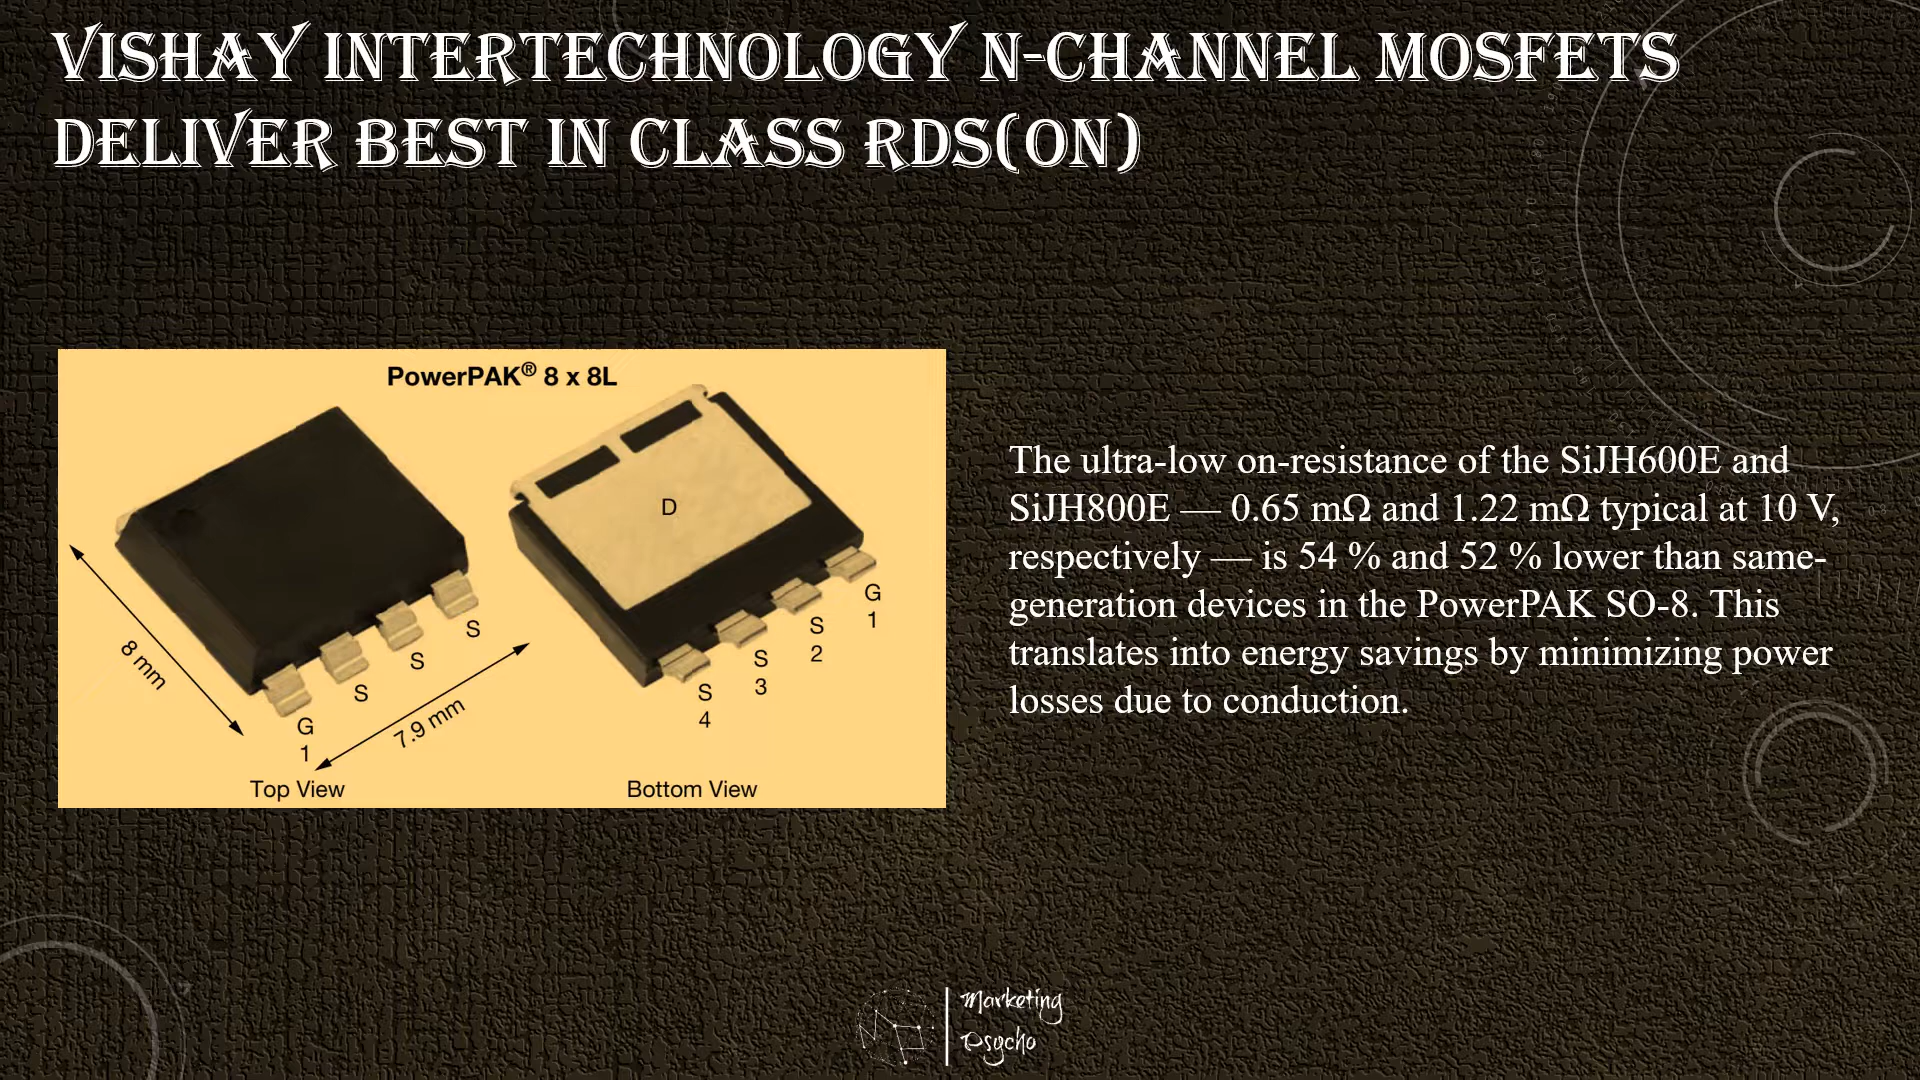 VISHAY INTERTECHNOLOGY N-CHANNEL MOSFETS
DELIVER BEST IN CLASS RDS(ON)
PowerPAK® 8 x 8L
D
8 mm
7.9 mm
G
1
S
S
S
Top View
S
4
S
3
S
2
G
1
Bottom View
The ultra-low on-resistance of the SiJH600E and
SiJH800E — 0.65 mΩ and 1.22 mΩ typical at 10 V,
respectively — is 54 % and 52 % lower than same-
generation devices in the PowerPAK SO-8. This
translates into energy savings by minimizing power
losses due to conduction.
Marketing
Psycho